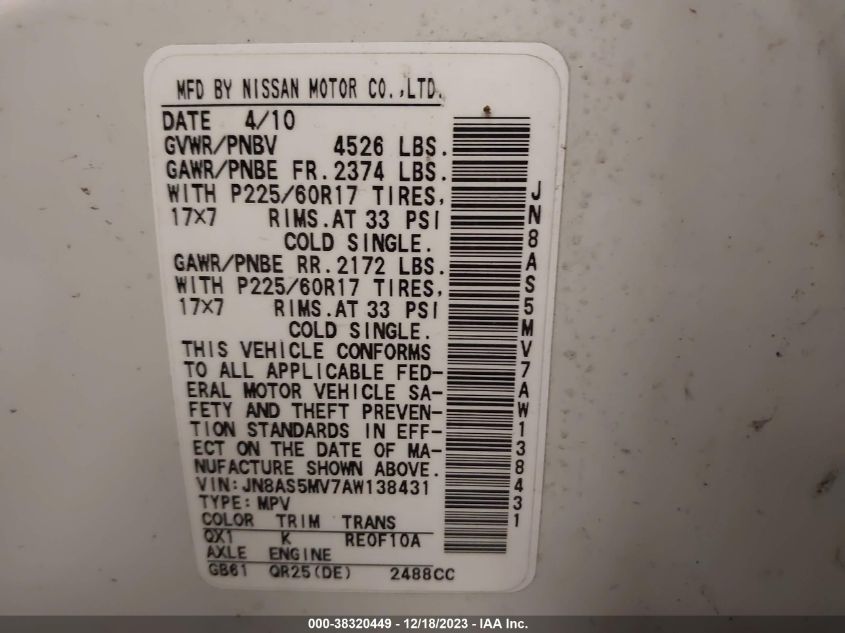 MFD BY NISSAN MOTOR CO.,LTD.
DATE 4/10
GVWR/PNBV 4526 LBS.
GAWR/PNBE FR.2374 LBS.
WITH P225/60R17 TIRES,
17X7 RIMS.AT 33 PSI
COLD SINGLE.
GAWR/PNBE RR.2172 LBS.
WITH P225/60R17 TIRES,
17X7 RIMS.AT 33 PSI
COLD SINGLE.
THIS VEHICLE CONFORMS
TO ALL APPLICABLE FED-
ERAL MOTOR VEHICLE SA-
FETY AND THEFT PREVEN-
TION STANDARDS IN EFF-
ECT ON THE DATE OF MA-
NUFACTURE SHOWN ABOVE.
VIN:JN8AS5MV7AW138431
TYPE:MPV
COLOR TRIM TRANS
QX1 K RE0F10A
AXLE ENGINE
GB61 QR25(DE) 2488CC
JN8AS5MV7AW138431
000-38320449 - 12/18/2023 - IAA Inc.